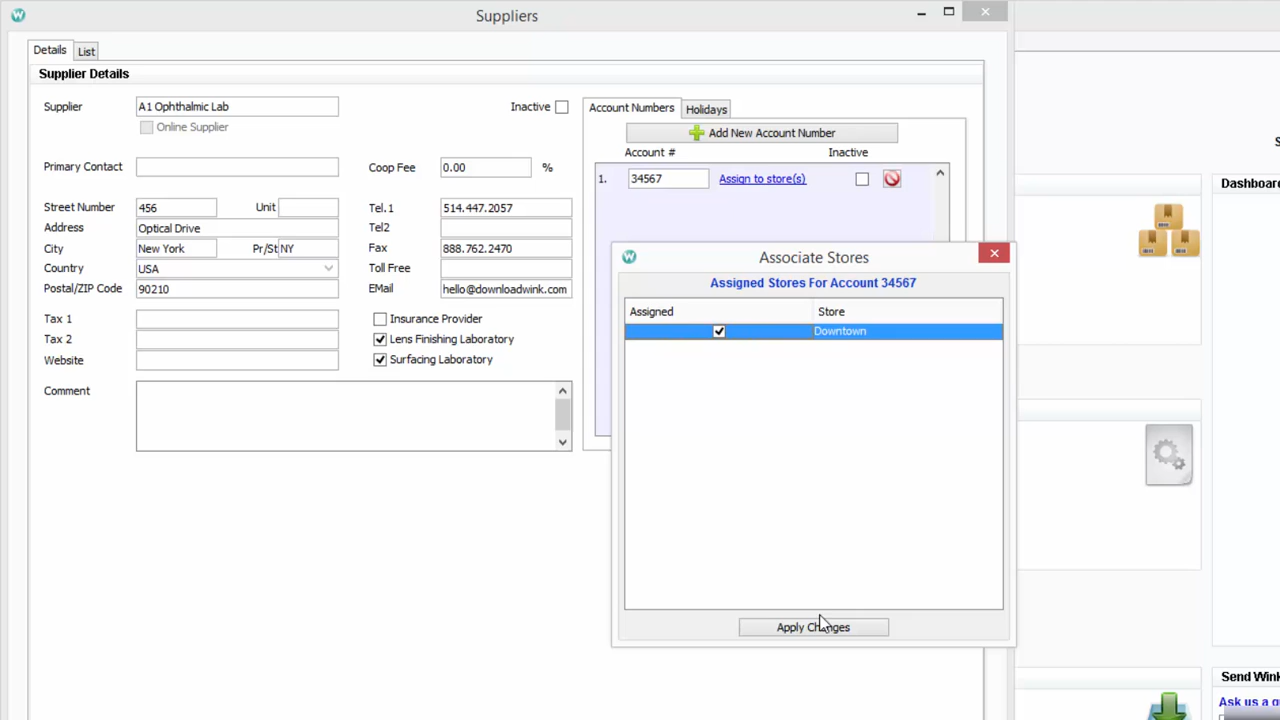 Suppliers
Details
List
Supplier Details
Supplier A1 Ophthalmic Lab Inactive
Online Supplier
Primary Contact Coop Fee 0.00 %
Street Number 456 Unit Tel.1 514.447.2057
Address Optical Drive Tel2
City New York Pr/St NY Fax 888.762.2470
Country USA Toll Free
Postal/ZIP Code 90210 EMail hello@downloadwink.com
Tax 1 Insurance Provider
Tax 2 Lens Finishing Laboratory
Website Surfacing Laboratory
Comment
Account Numbers
Holidays
Add New Account Number
Account # Inactive
1. 34567 Assign to store(s)
Associate Stores
Assigned Stores For Account 34567
Assigned Store
Downtown
Apply Changes
Dashboard
Send Wink
Ask us a